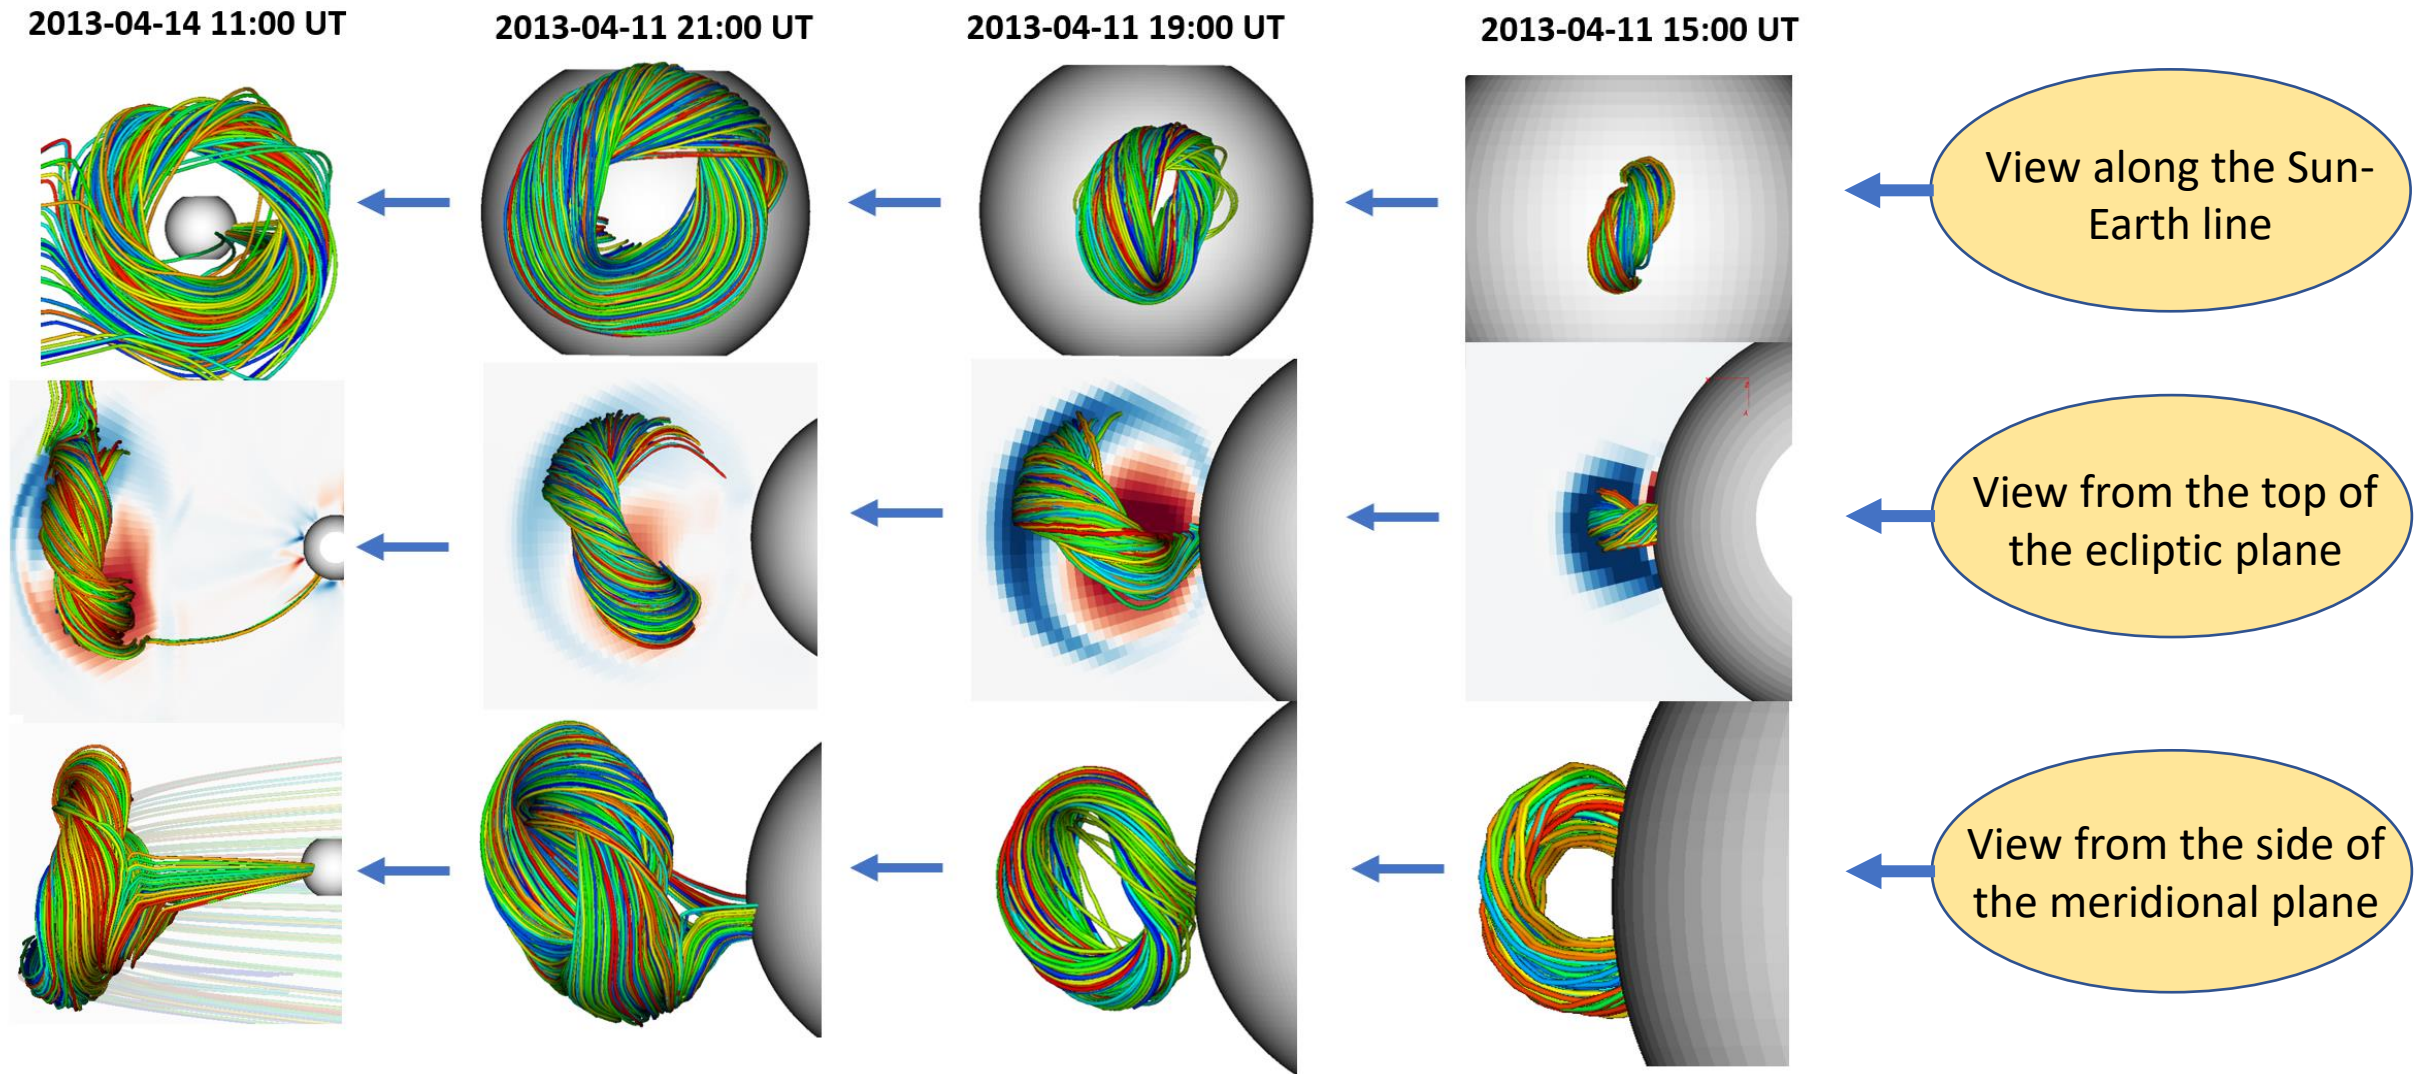 2013-04-14 11:00 UT
2013-04-11 21:00 UT
2013-04-11 19:00 UT
2013-04-11 15:00 UT
View along the Sun-
Earth line
View from the top of
the ecliptic plane
View from the side of
the meridional plane